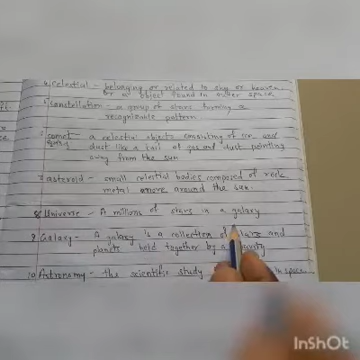 4. Celestial - belonging or related to sky or heaven
or a object found in outer space.
5. Constellation - a group of stars forming a
recognisable pattern
comet - a celestial objects consisting of ice and
dust like a tail of gas and dust pointing
away from the sun
7. asteroid - small celestial bodies composed of rock
metal move around the sun.
8. Universe - A millions of stars in a galaxy
9. Galaxy - A galaxy is a collection of stars and
planets held together by gravity
10. Astronomy - the scientific study in space
InShOt